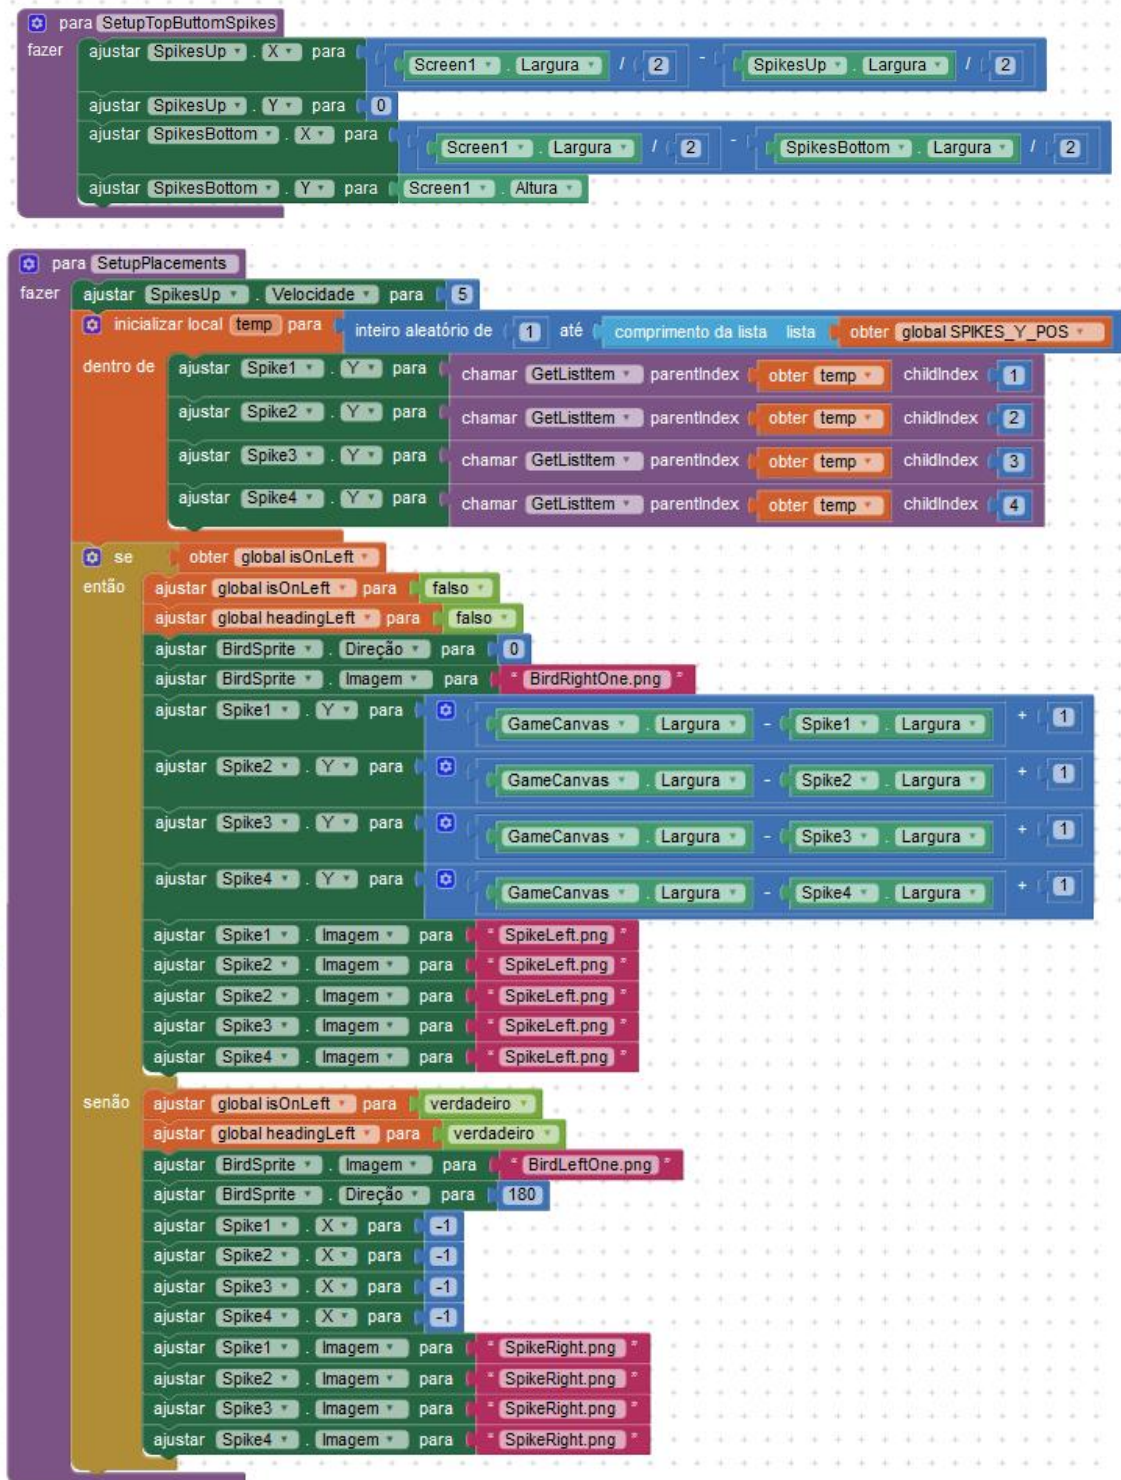 para SetupTopButtomSpikes
fazer ajustar SpikesUp . X para Screen1 . Largura / 2 - SpikesUp . Largura / 2
ajustar SpikesUp . Y para 0
ajustar SpikesBottom . X para Screen1 . Largura / 2 - SpikesBottom . Largura / 2
ajustar SpikesBottom . Y para Screen1 . Altura
para SetupPlacements
fazer ajustar SpikesUp . Velocidade para 5
inicializar local temp para inteiro aleatório de 1 até comprimento da lista lista obter global SPIKES_Y_POS
dentro de ajustar Spike1 . Y para chamar GetListItem parentIndex obter temp childIndex 1
ajustar Spike2 . Y para chamar GetListItem parentIndex obter temp childIndex 2
ajustar Spike3 . Y para chamar GetListItem parentIndex obter temp childIndex 3
ajustar Spike4 . Y para chamar GetListItem parentIndex obter temp childIndex 4
se obter global isOnLeft
então ajustar global isOnLeft para falso
ajustar global headingLeft para falso
ajustar BirdSprite . Direção para 0
ajustar BirdSprite . Imagem para " BirdRightOne.png "
ajustar Spike1 . Y para GameCanvas . Largura - Spike1 . Largura + 1
ajustar Spike2 . Y para GameCanvas . Largura - Spike2 . Largura + 1
ajustar Spike3 . Y para GameCanvas . Largura - Spike3 . Largura + 1
ajustar Spike4 . Y para GameCanvas . Largura - Spike4 . Largura + 1
ajustar Spike1 . Imagem para " SpikeLeft.png "
ajustar Spike2 . Imagem para " SpikeLeft.png "
ajustar Spike2 . Imagem para " SpikeLeft.png "
ajustar Spike3 . Imagem para " SpikeLeft.png "
ajustar Spike4 . Imagem para " SpikeLeft.png "
senão ajustar global isOnLeft para verdadeiro
ajustar global headingLeft para verdadeiro
ajustar BirdSprite . Imagem para " BirdLeftOne.png "
ajustar BirdSprite . Direção para 180
ajustar Spike1 . X para -1
ajustar Spike2 . X para -1
ajustar Spike3 . X para -1
ajustar Spike4 . X para -1
ajustar Spike1 . Imagem para " SpikeRight.png "
ajustar Spike2 . Imagem para " SpikeRight.png "
ajustar Spike3 . Imagem para " SpikeRight.png "
ajustar Spike4 . Imagem para " SpikeRight.png "